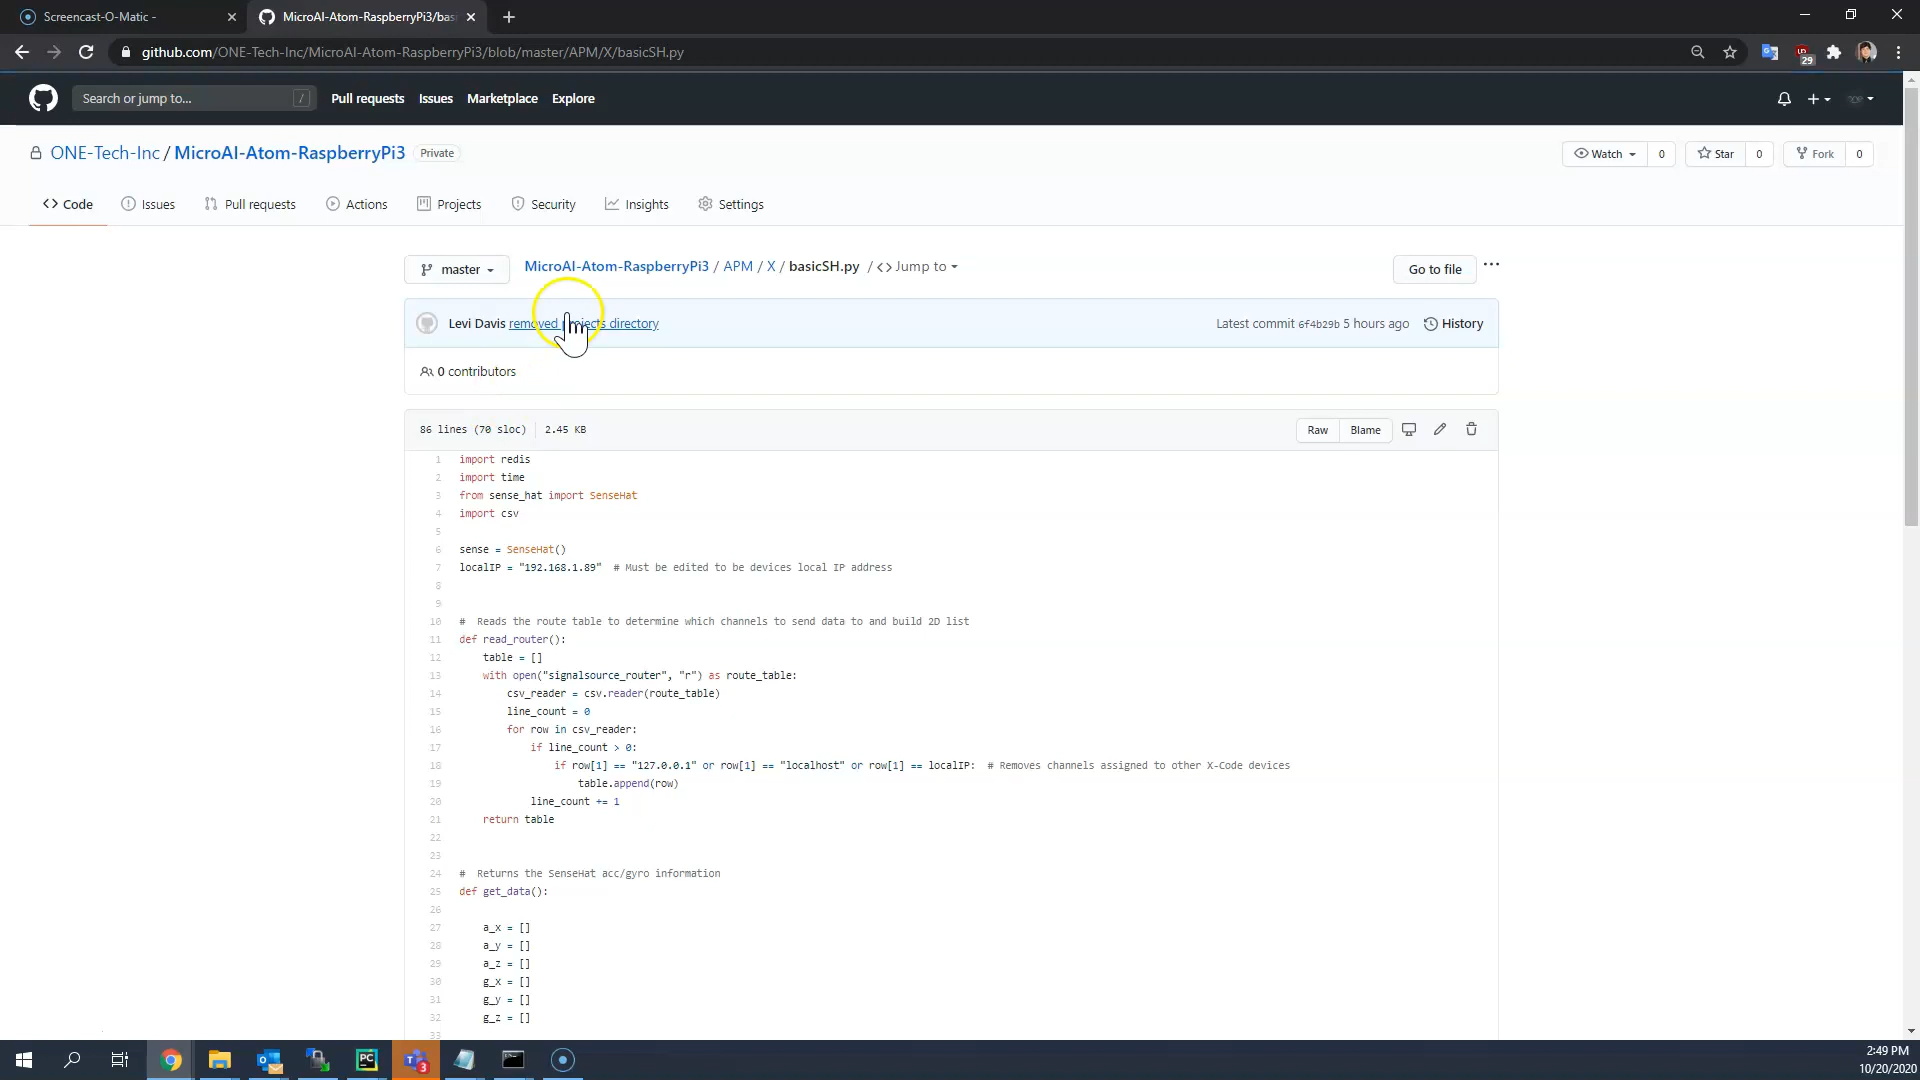 Screencast-O-Matic -
MicroAI-Atom-RaspberryPi3/bas
github.com/ONE-Tech-Inc/MicroAI-Atom-RaspberryPi3/blob/master/APM/X/basicSH.py
29
Search or jump to... /
Pull requests Issues Marketplace Explore
ONE-Tech-Inc / MicroAI-Atom-RaspberryPi3 Private
Watch 0 Star 0 Fork 0
Code Issues Pull requests Actions Projects Security Insights Settings
master MicroAI-Atom-RaspberryPi3 / APM / X / basicSH.py / <> Jump to Go to file ...
Levi Davis removed projects directory Latest commit 6f4b29b 5 hours ago History
0 contributors
86 lines (70 sloc) 2.45 KB Raw Blame
1 import redis
2 import time
3 from sense_hat import SenseHat
4 import csv
5
6 sense = SenseHat()
7 localIP = "192.168.1.89" # Must be edited to be devices local IP address
8
9
10 # Reads the route table to determine which channels to send data to and build 2D list
11 def read_router():
12 table = []
13 with open("signalsource_router", "r") as route_table:
14 csv_reader = csv.reader(route_table)
15 line_count = 0
16 for row in csv_reader:
17 if line_count > 0:
18 if row[1] == "127.0.0.1" or row[1] == "localhost" or row[1] == localIP: # Removes channels assigned to other X-Code devices
19 table.append(row)
20 line_count += 1
21 return table
22
23
24 # Returns the SenseHat acc/gyro information
25 def get_data():
26
27 a_x = []
28 a_y = []
29 a_z = []
30 g_x = []
31 g_y = []
32 g_z = []
33
PC
3
2:49 PM
10/20/2020